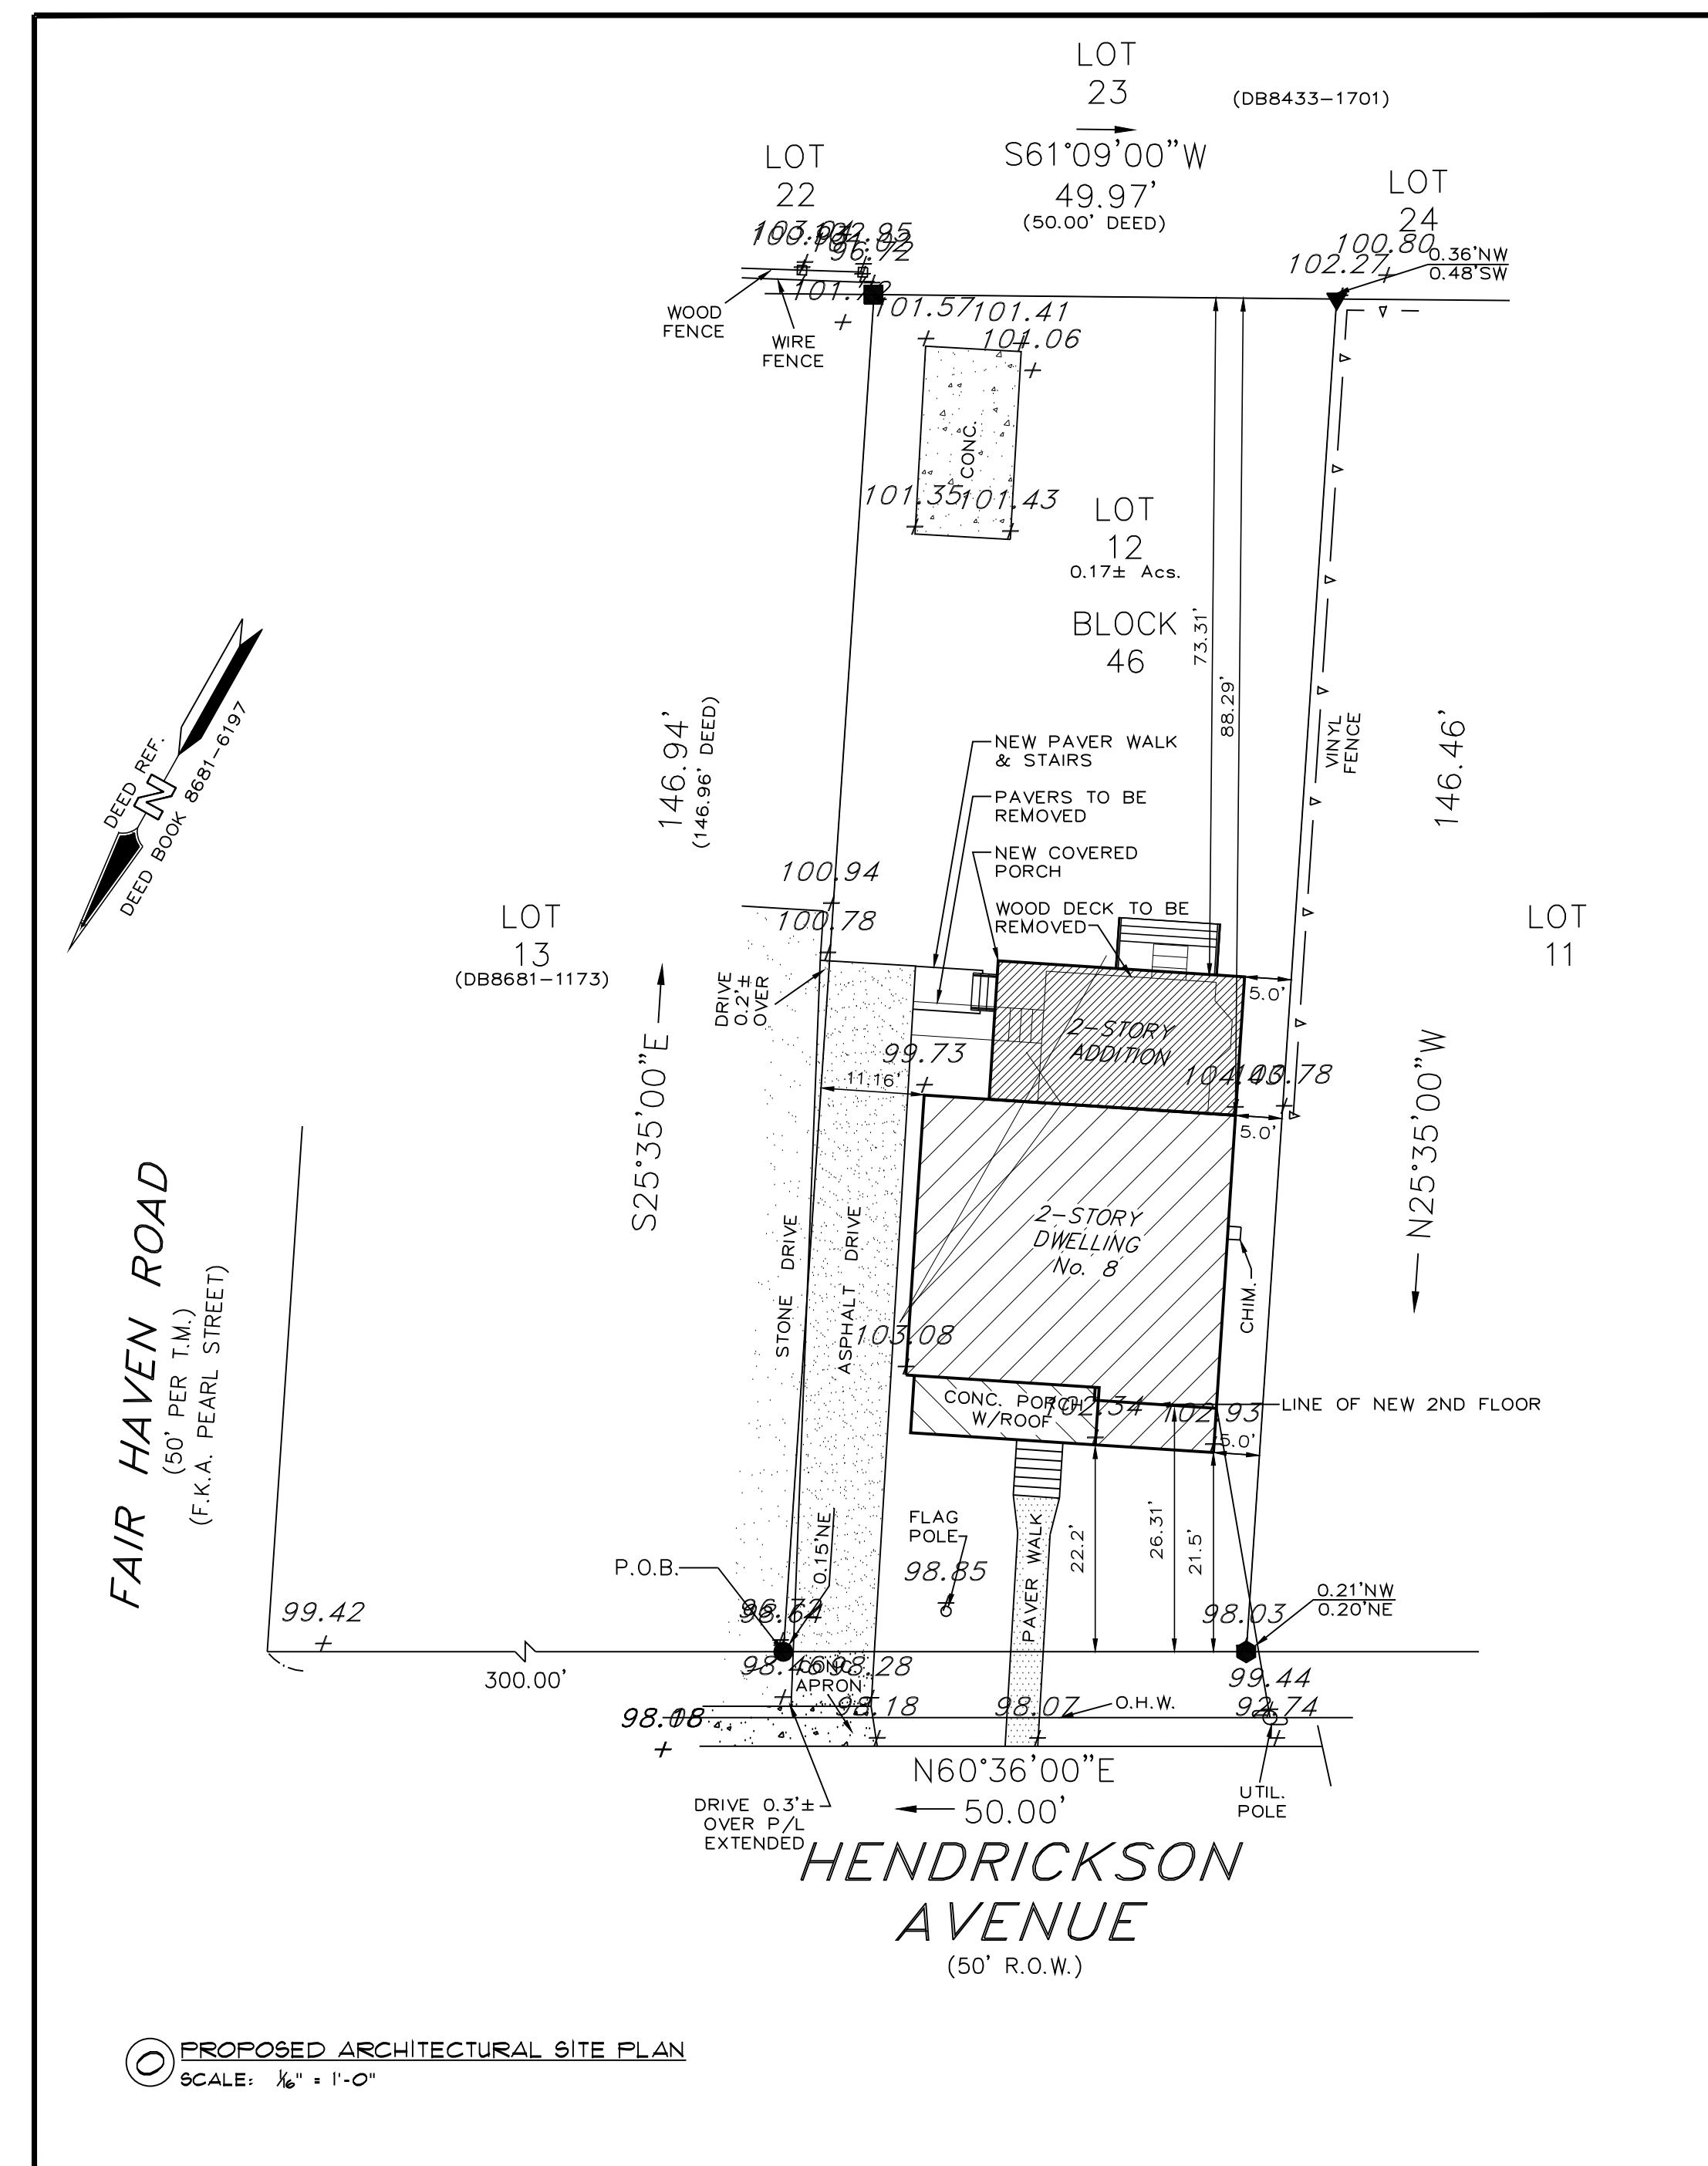 LOT
23
(DB8433-1701)
S61°09'00"W
49.97'
(50.00' DEED)
LOT
22
LOT
24
96.72
100.80
102.27
0.36'NW
0.48'SW
WOOD
FENCE
WIRE
FENCE
101.57
101.41
101.06
CONC.
101.35
101.43
LOT
12
0.17± Acs.
BLOCK
46
73.31'
88.29'
VINYL
FENCE
146.46'
146.94'
(146.96' DEED)
DEED REF.
N
DEED BOOK 8681-6197
NEW PAVER WALK
& STAIRS
PAVERS TO BE
REMOVED
NEW COVERED
PORCH
WOOD DECK TO BE
REMOVED
100.94
100.78
LOT
13
(DB8681-1173)
LOT
11
DRIVE
0.2'±
OVER
5.0'
2-STORY
ADDITION
99.73
11.16'
5.0'
S25°35'00"E
N25°35'00"W
2-STORY
DWELLING
No. 8
CHIM.
STONE DRIVE
ASPHALT DRIVE
103.08
CONC. PORCH
W/ROOF
102.34
102.93
LINE OF NEW 2ND FLOOR
5.0'
FAIR HAVEN ROAD
(50' PER T.M.)
(F.K.A. PEARL STREET)
FLAG
POLE
98.85
PAVER WALK
22.2'
26.31'
21.5'
0.15'NE
P.O.B.
99.42
98.03
0.21'NW
0.20'NE
300.00'
98.46
98.28
APRON
99.44
98.18
98.07
O.H.W.
92.74
N60°36'00"E
50.00'
UTIL.
POLE
DRIVE 0.3'±
OVER P/L
EXTENDED
HENDRICKSON
AVENUE
(50' R.O.W.)
0 PROPOSED ARCHITECTURAL SITE PLAN
SCALE: 1/16" = 1'-0"